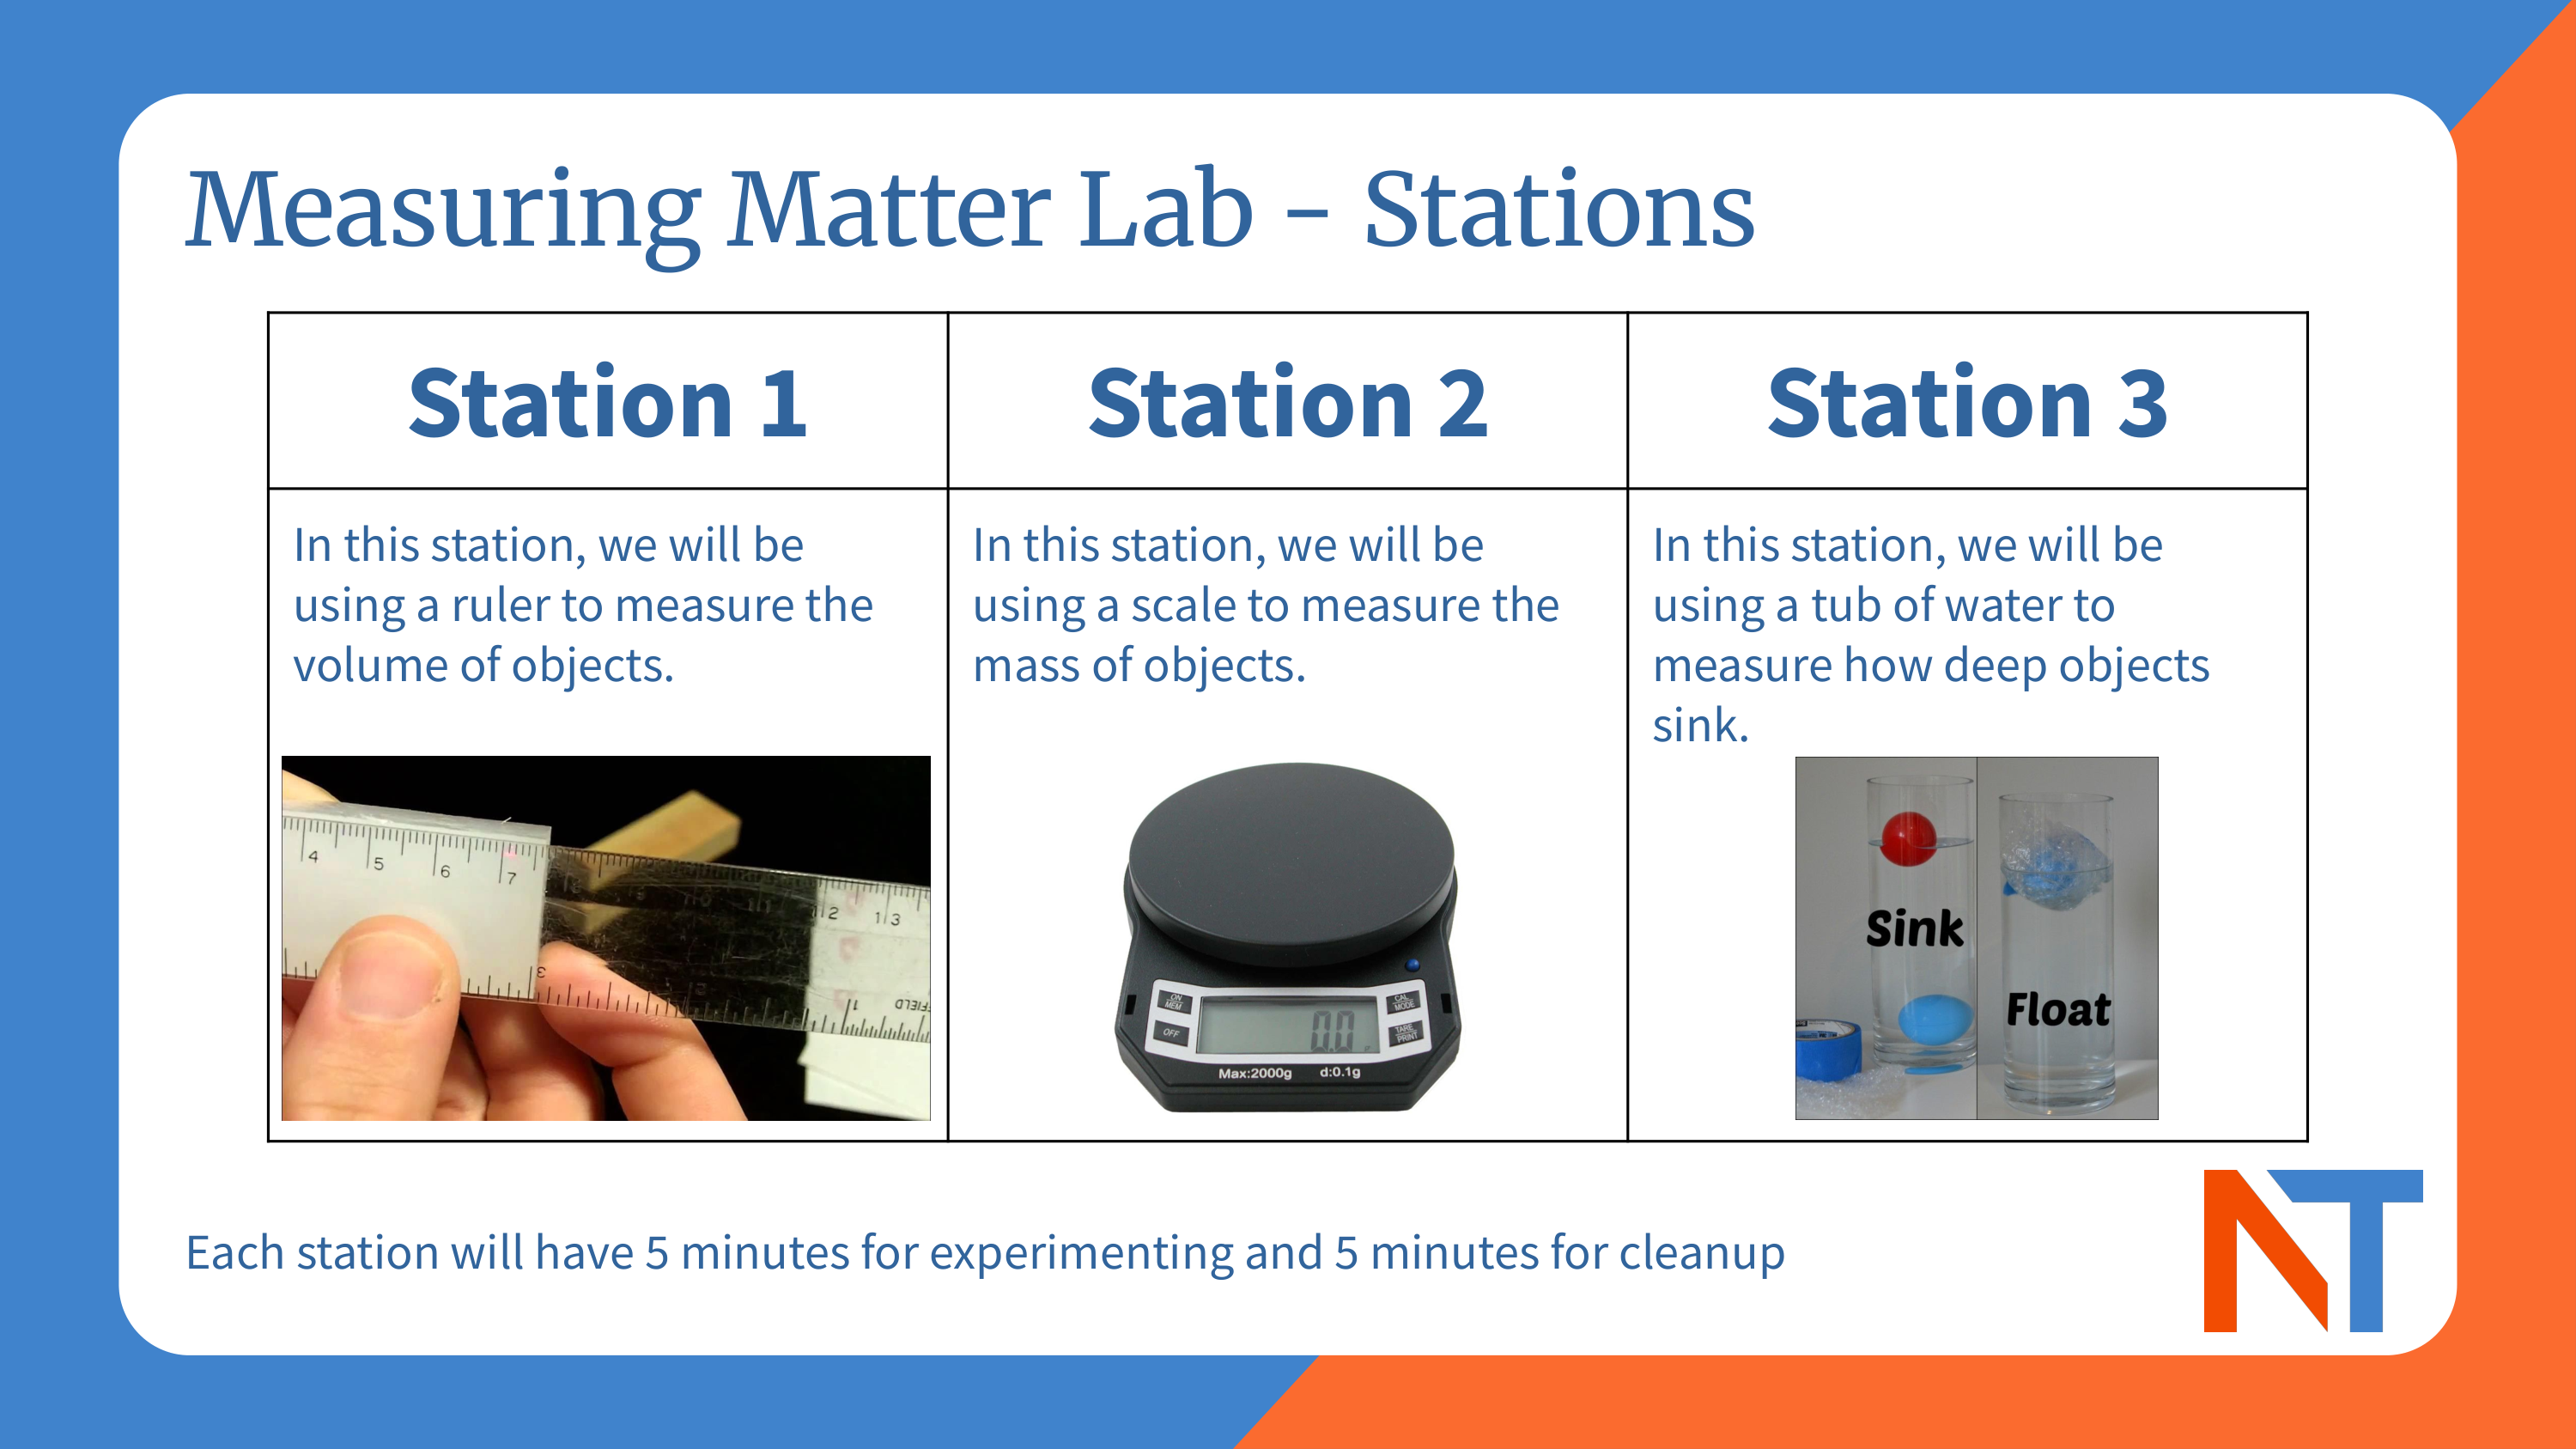 Measuring Matter Lab - Stations
Station 1
Station 2
Station 3
In this station, we will be
using a ruler to measure the
volume of objects.
In this station, we will be
using a scale to measure the
mass of objects.
In this station, we will be
using a tub of water to
measure how deep objects
sink.
4 5 6 7
12 13
3
1
ON
MEM
OFF
0.0
CAL
MODE
TARE
PRINT
Max:2000g d:0.1g
Sink
Float
Each station will have 5 minutes for experimenting and 5 minutes for cleanup
NT